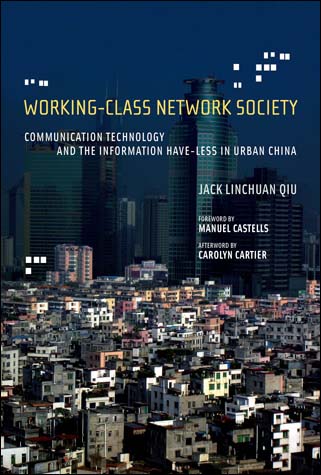 WORKING-CLASS NETWORK SOCIETY
COMMUNICATION TECHNOLOGY
AND THE INFORMATION HAVE-LESS IN URBAN CHINA
JACK LINCHUAN QIU
FOREWORD BY
MANUEL CASTELLS
AFTERWORD BY
CAROLYN CARTIER